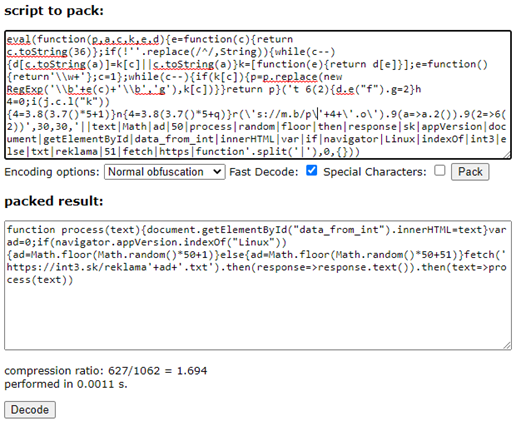 script to pack:
eval(function(p,a,c,k,e,d){e=function(c){return
c.toString(36)};if(!''.replace(/^/,String)){while(c--)
{d[c.toString(a)]=k[c]||c.toString(a)}k=[function(e){return d[e]}];e=function()
{return'\\w+'};c=1};while(c--){if(k[c]){p=p.replace(new
RegExp('\\b'+e(c)+'\\b','g'),k[c])}}return p}('t 6(2){d.e("f").g=2}h
4=0;i(j.c.l("k"))
{4=3.8(3.7()*5+1)}n{4=3.8(3.7()*5+q)}r(\'s://m.b/p\'+4+\'.o\').9(a=>a.2()).9(2=>6(
2))',30,30,'||text|Math|ad|50|process|random|floor|then|response|sk|appVersion|doc
ument|getElementById|data_from_int|innerHTML|var|if|navigator|Linux|indexOf|int3|e
lse|txt|reklama|51|fetch|https|function'.split('|'),0,{}))
Encoding options: Normal obfuscation Fast Decode: Special Characters: Pack
packed result:
function process(text){document.getElementById("data_from_int").innerHTML=text}var
ad=0;if(navigator.appVersion.indexOf("Linux"))
{ad=Math.floor(Math.random()*50+1)}else{ad=Math.floor(Math.random()*50+51)}fetch('
https://int3.sk/reklama'+ad+'.txt').then(response=>response.text()).then(text=>pro
cess(text))
compression ratio: 627/1062 = 1.694
performed in 0.0011 s.
Decode